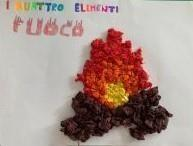 I QUATTRO ELEMENTI
FUOCO